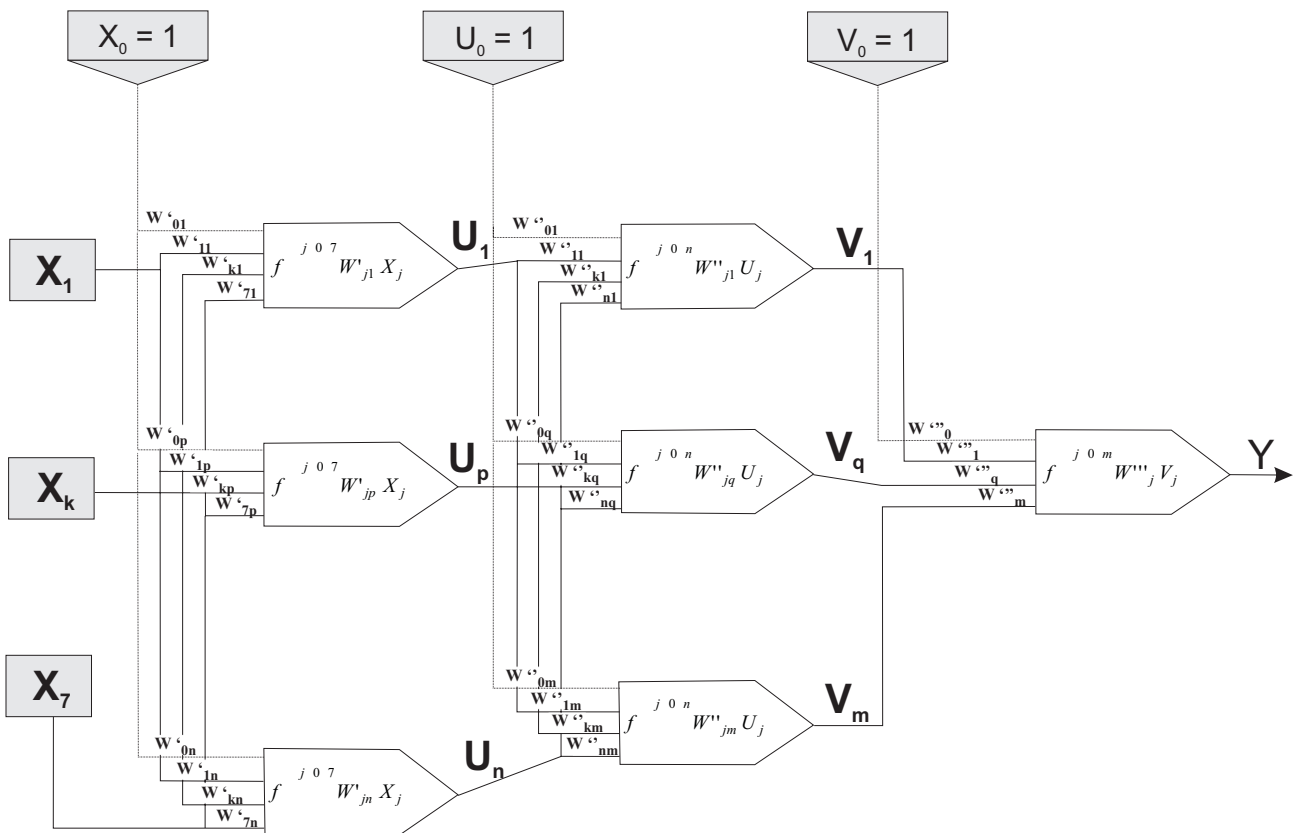 X0 = 1
U0 = 1
V0 = 1
W ‘01
W ‘11
W ‘k1
W ‘71
X1
f j 0 7 W'j1 Xj
U1
W ‘’01
W ‘’11
W ‘’k1
W ‘’n1
f j 0 n W''j1 Uj
V1
W ‘0p
W ‘1p
W ‘kp
W ‘7p
Xk
f j 0 7 W'jp Xj
Up
W ‘’0q
W ‘’1q
W ‘’kq
W ‘’nq
f j 0 n W''jq Uj
Vq
W ‘’’0
W ‘’’1
W ‘’’q
W ‘’’m
f j 0 m W'''j Vj
Y
X7
W ‘0n
W ‘1n
W ‘kn
W ‘7n
f j 0 7 W'jn Xj
Un
W ‘’0m
W ‘’1m
W ‘’km
W ‘’nm
f j 0 n W''jm Uj
Vm